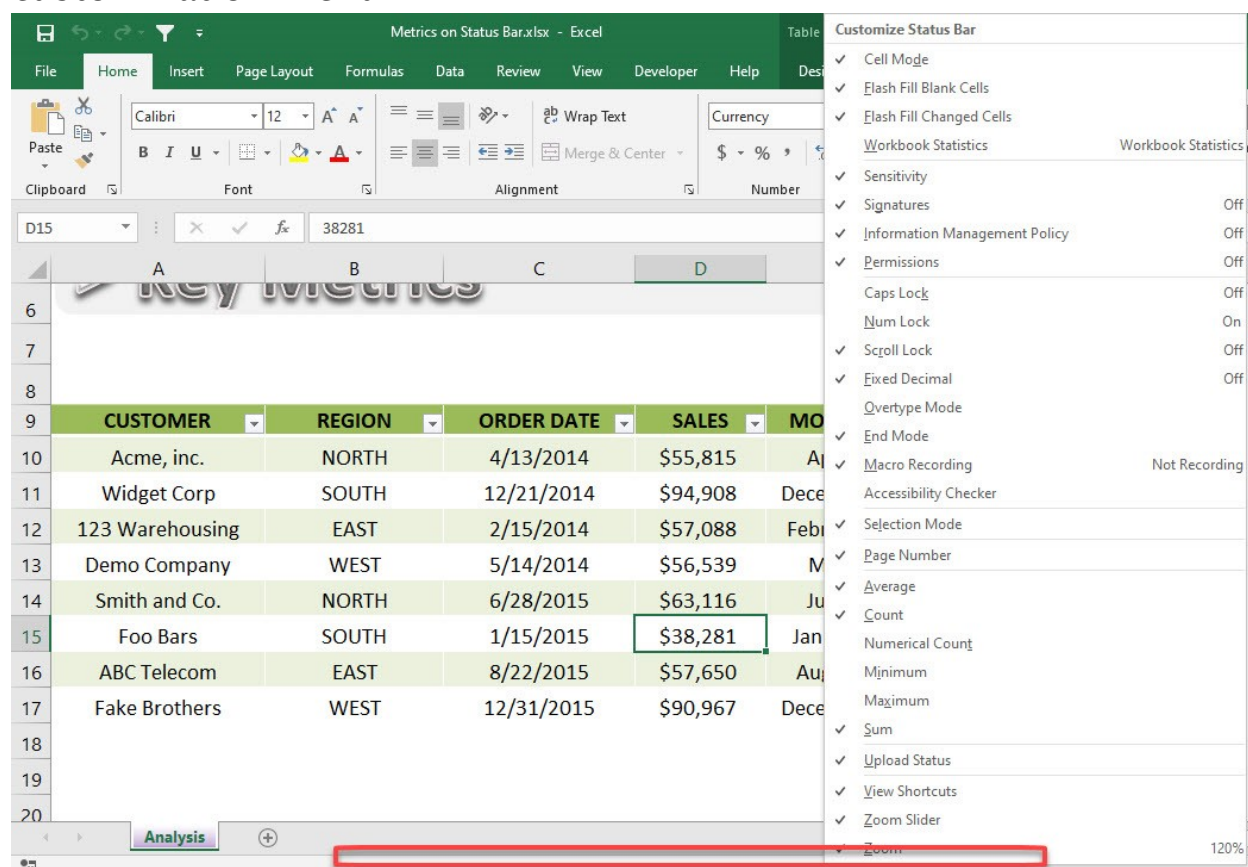 Metrics on Status Bar.xlsx - Excel
Table
File Home Insert Page Layout Formulas Data Review View Developer Help
Calibri 12 Wrap Text Currency
Paste B I U A Merge & Center $ %
Clipboard Font Alignment Number
D15 fx 38281
A B C D
6 Key Metrics
7
8
9 CUSTOMER REGION ORDER DATE SALES
10 Acme, inc. NORTH 4/13/2014 $55,815
11 Widget Corp SOUTH 12/21/2014 $94,908
12 123 Warehousing EAST 2/15/2014 $57,088
13 Demo Company WEST 5/14/2014 $56,539
14 Smith and Co. NORTH 6/28/2015 $63,116
15 Foo Bars SOUTH 1/15/2015 $38,281
16 ABC Telecom EAST 8/22/2015 $57,650
17 Fake Brothers WEST 12/31/2015 $90,967
18
19
20
Analysis
Customize Status Bar
Cell Mode
Flash Fill Blank Cells
Flash Fill Changed Cells
Workbook Statistics Workbook Statistics
Sensitivity
Signatures Off
Information Management Policy Off
Permissions Off
Caps Lock Off
Num Lock On
Scroll Lock Off
Fixed Decimal Off
Overtype Mode
End Mode
Macro Recording Not Recording
Accessibility Checker
Selection Mode
Page Number
Average
Count
Numerical Count
Minimum
Maximum
Sum
Upload Status
View Shortcuts
Zoom Slider
Zoom 120%